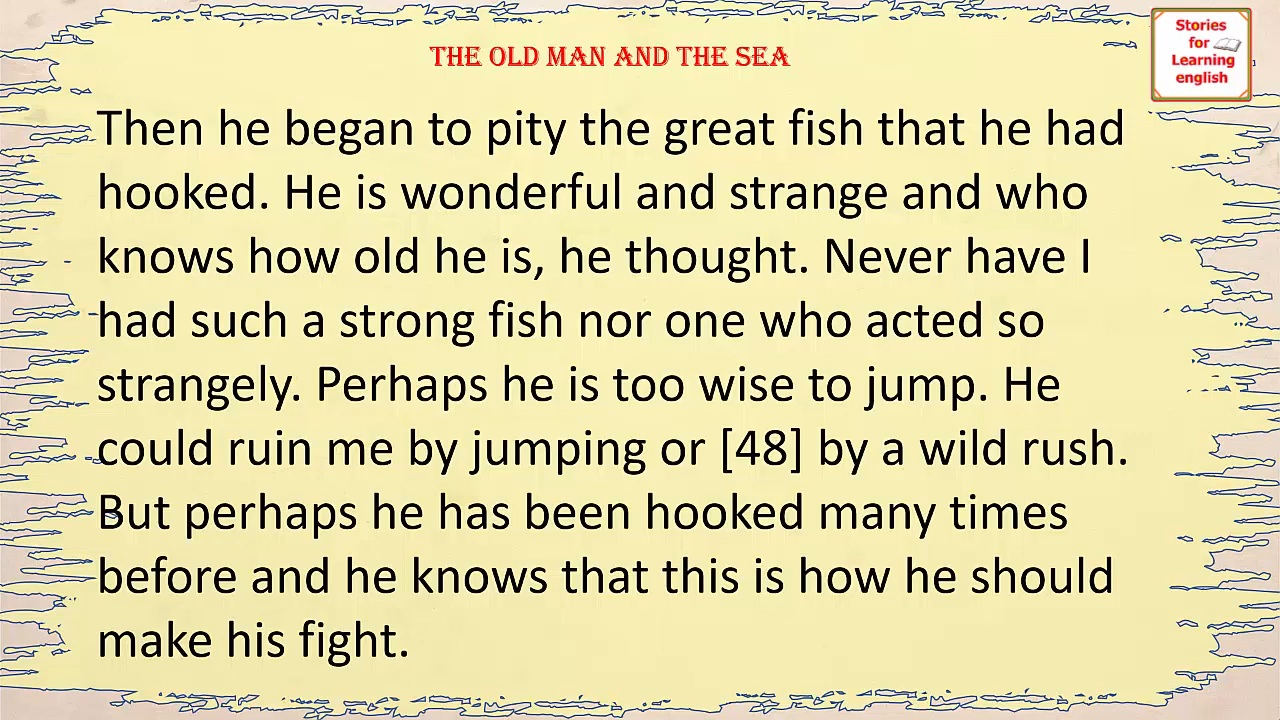 THE OLD MAN AND THE SEA
Stories
for
Learning
english
Then he began to pity the great fish that he had
hooked. He is wonderful and strange and who
knows how old he is, he thought. Never have I
had such a strong fish nor one who acted so
strangely. Perhaps he is too wise to jump. He
could ruin me by jumping or [48] by a wild rush.
But perhaps he has been hooked many times
before and he knows that this is how he should
make his fight.